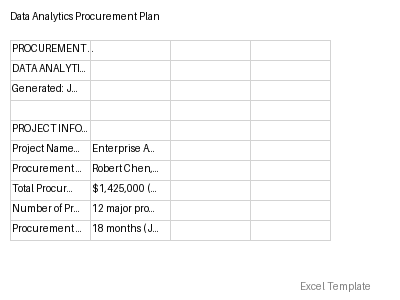 Data Analytics Procurement Plan
PROCUREMENT...
DATA ANALYTI...
Generated: J...
PROJECT INFO...
Project Name... Enterprise A...
Procurement... Robert Chen,...
Total Procur... $1,425,000 (...
Number of Pr... 12 major pro...
Procurement... 18 months (J...
Excel Template